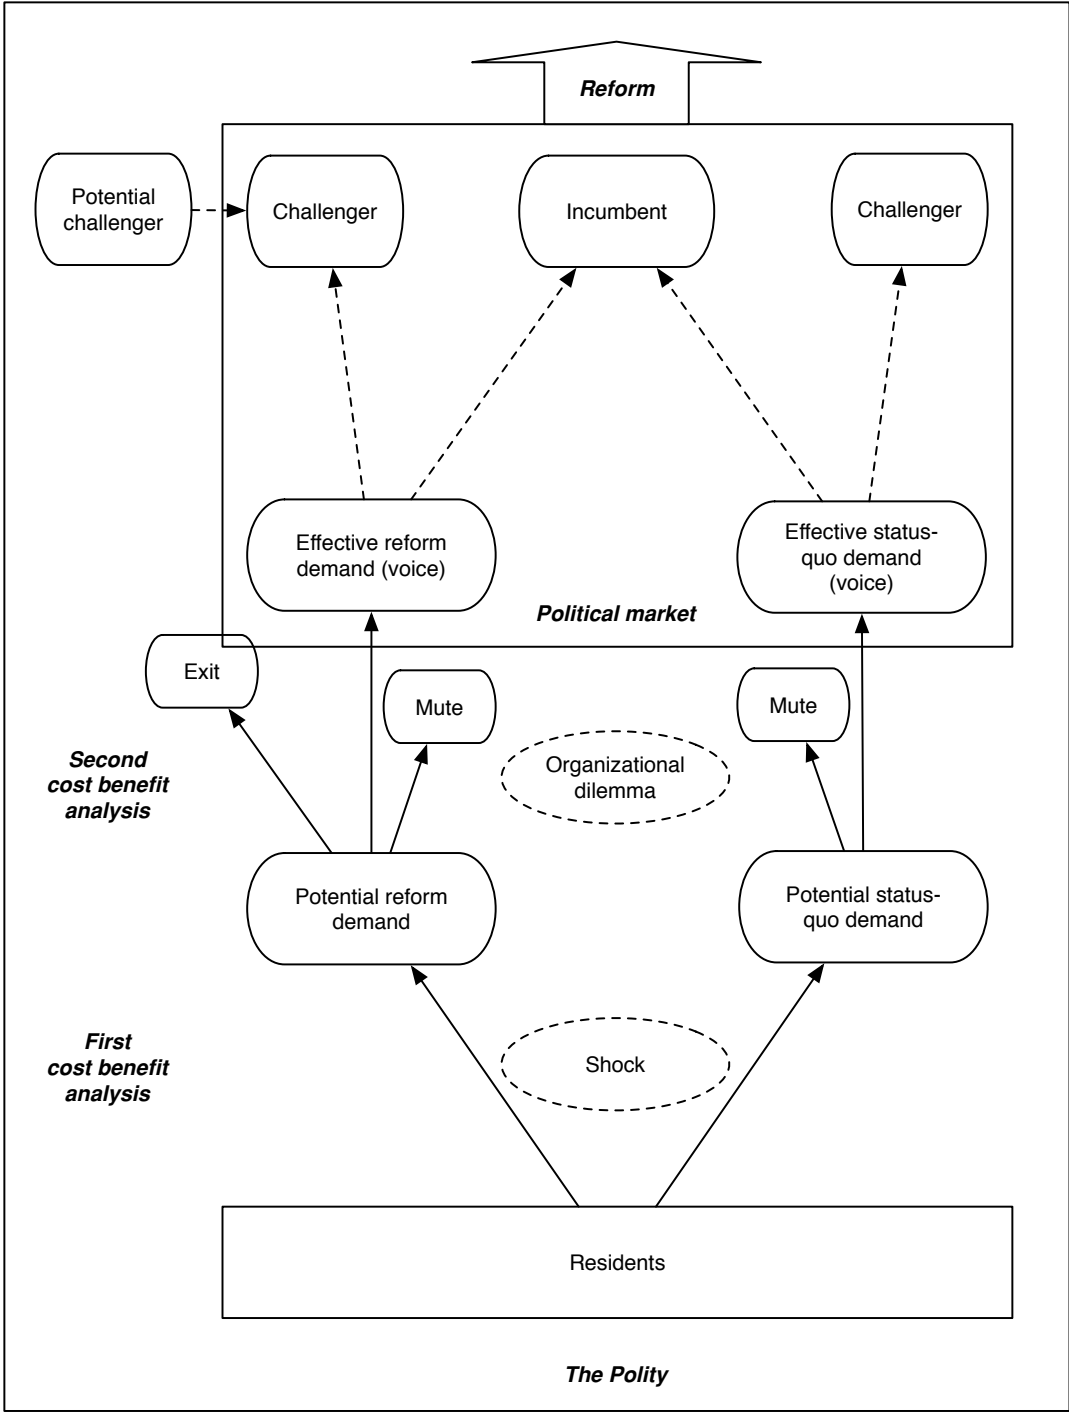 Reform
Potential
challenger
Challenger
Incumbent
Challenger
Effective reform
demand (voice)
Effective status-
quo demand
(voice)
Political market
Exit
Mute
Mute
Second
cost benefit
analysis
Organizational
dilemma
Potential reform
demand
Potential status-
quo demand
First
cost benefit
analysis
Shock
Residents
The Polity